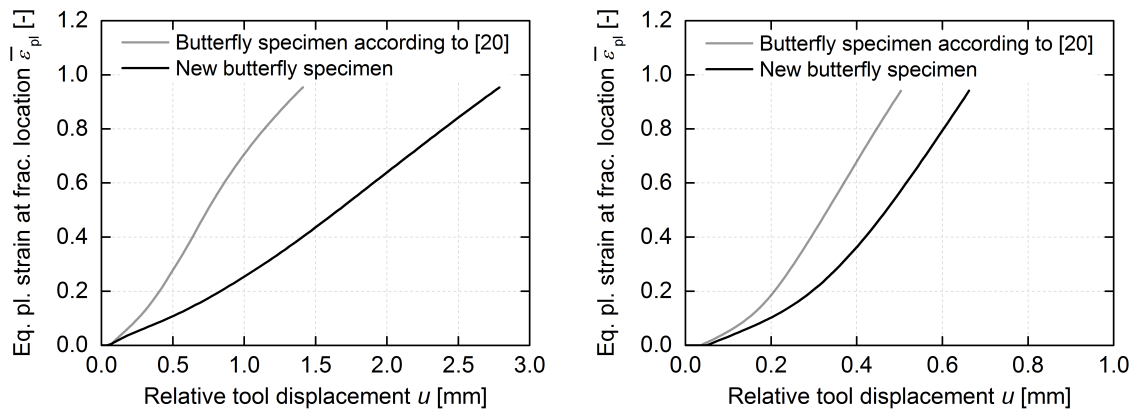 Eq. pl. strain at frac. location ε̅pl [-]
1.2
1.0
0.8
0.6
0.4
0.2
0.0
Butterfly specimen according to [20]
New butterfly specimen
0.0 0.5 1.0 1.5 2.0 2.5 3.0
Relative tool displacement u [mm]
Eq. pl. strain at frac. location ε̅pl [-]
1.2
1.0
0.8
0.6
0.4
0.2
0.0
Butterfly specimen according to [20]
New butterfly specimen
0.0 0.2 0.4 0.6 0.8 1.0
Relative tool displacement u [mm]